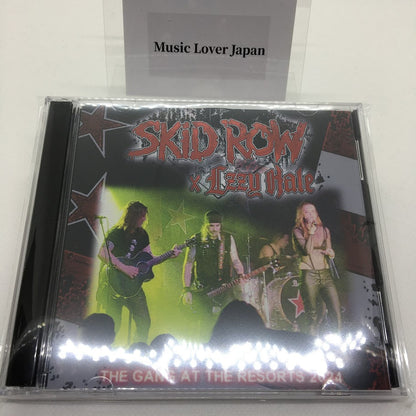 Music Lover Japan
SKID ROW
x Lzzy Hale
THE GANG AT THE RESORTS 2024